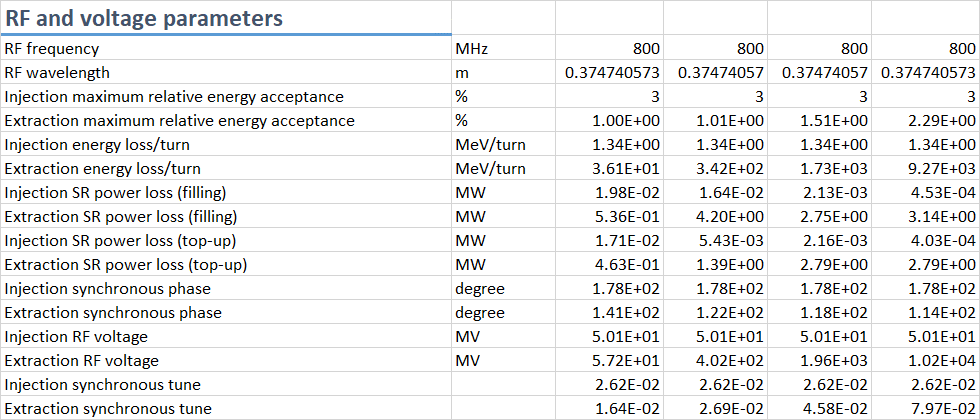 RF and voltage parameters
RF frequency MHz 800 800 800 800
RF wavelength m 0.374740573 0.37474057 0.37474057 0.374740573
Injection maximum relative energy acceptance % 3 3 3 3
Extraction maximum relative energy acceptance % 1.00E+00 1.01E+00 1.51E+00 2.29E+00
Injection energy loss/turn MeV/turn 1.34E+00 1.34E+00 1.34E+00 1.34E+00
Extraction energy loss/turn MeV/turn 3.61E+01 3.42E+02 1.73E+03 9.27E+03
Injection SR power loss (filling) MW 1.98E-02 1.64E-02 2.13E-03 4.53E-04
Extraction SR power loss (filling) MW 5.36E-01 4.20E+00 2.75E+00 3.14E+00
Injection SR power loss (top-up) MW 1.71E-02 5.43E-03 2.16E-03 4.03E-04
Extraction SR power loss (top-up) MW 4.63E-01 1.39E+00 2.79E+00 2.79E+00
Injection synchronous phase degree 1.78E+02 1.78E+02 1.78E+02 1.78E+02
Extraction synchronous phase degree 1.41E+02 1.22E+02 1.18E+02 1.14E+02
Injection RF voltage MV 5.01E+01 5.01E+01 5.01E+01 5.01E+01
Extraction RF voltage MV 5.72E+01 4.02E+02 1.96E+03 1.02E+04
Injection synchronous tune 2.62E-02 2.62E-02 2.62E-02 2.62E-02
Extraction synchronous tune 1.64E-02 2.69E-02 4.58E-02 7.97E-02